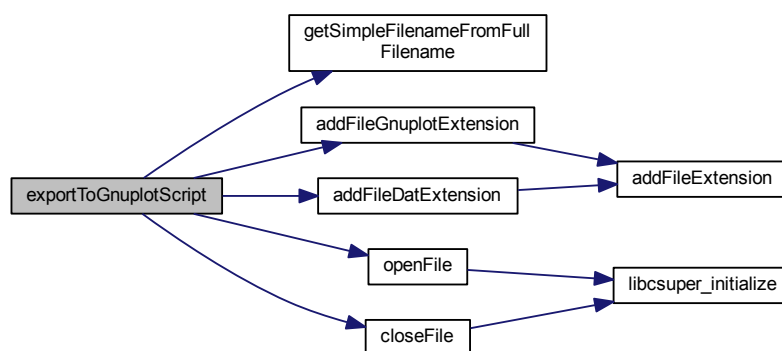 getSimpleFilenameFromFull
Filename
addFileGnuplotExtension
addFileExtension
exportToGnuplotScript
addFileDatExtension
openFile
libcsuper_initialize
closeFile